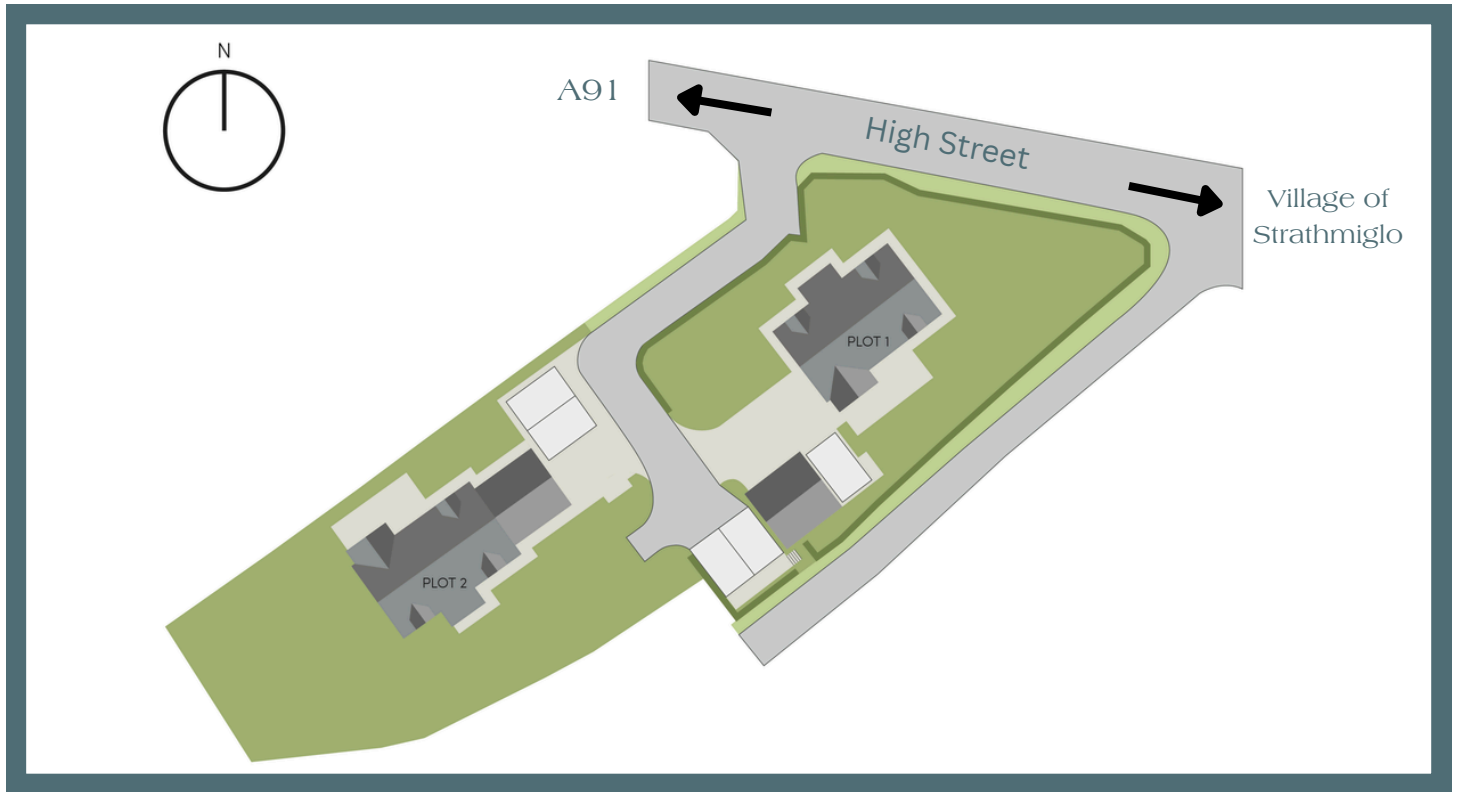 N
A91
High Street
Village of
Strathmiglo
PLOT 1
PLOT 2